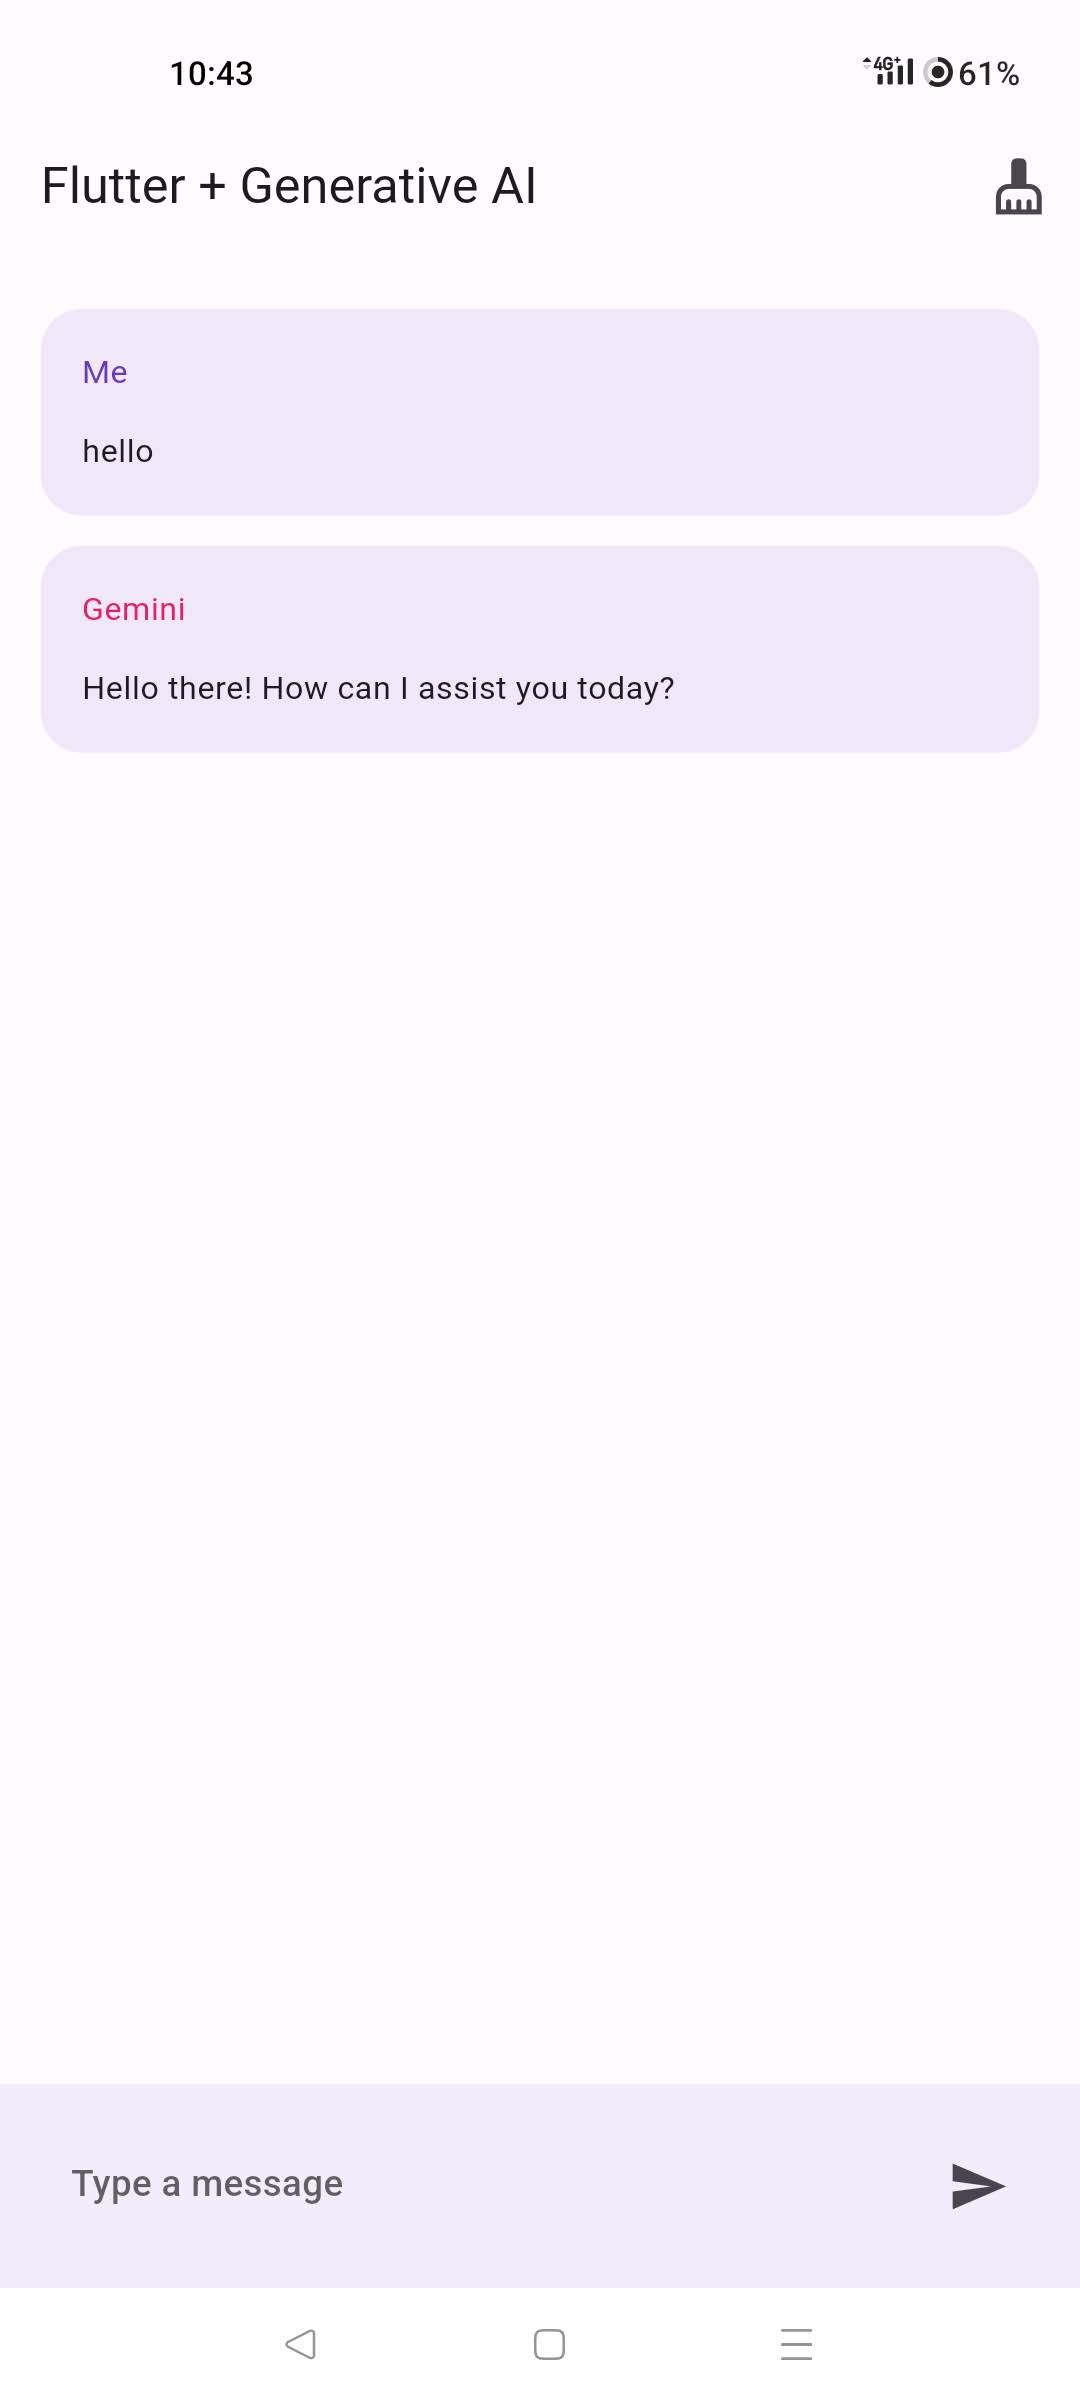 10:43
4G+ 61%
Flutter + Generative AI
Me
hello
Gemini
Hello there! How can I assist you today?
Type a message